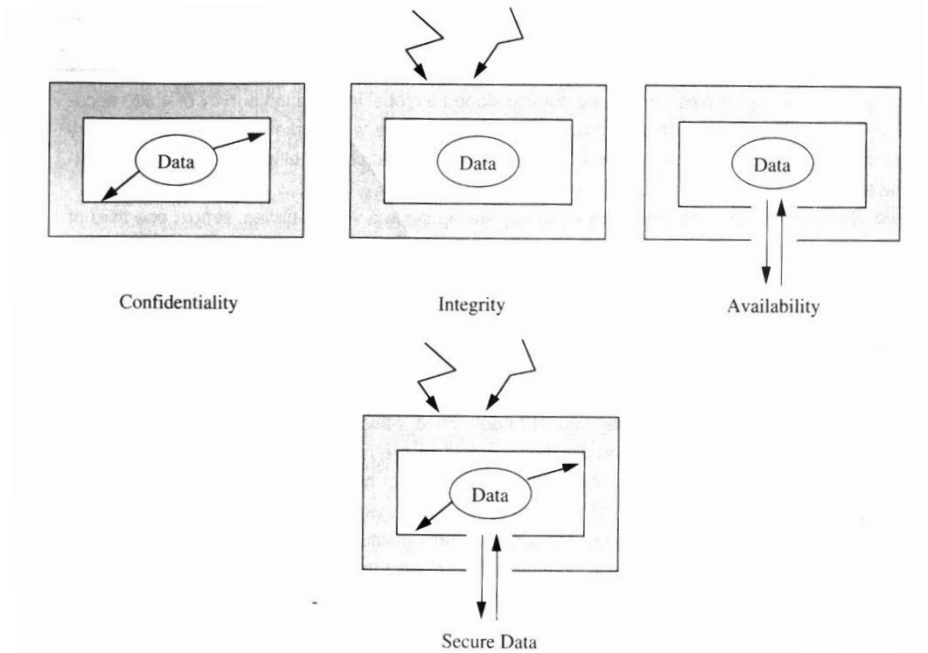 Data
Data
Data
Confidentiality
Integrity
Availability
Data
Secure Data